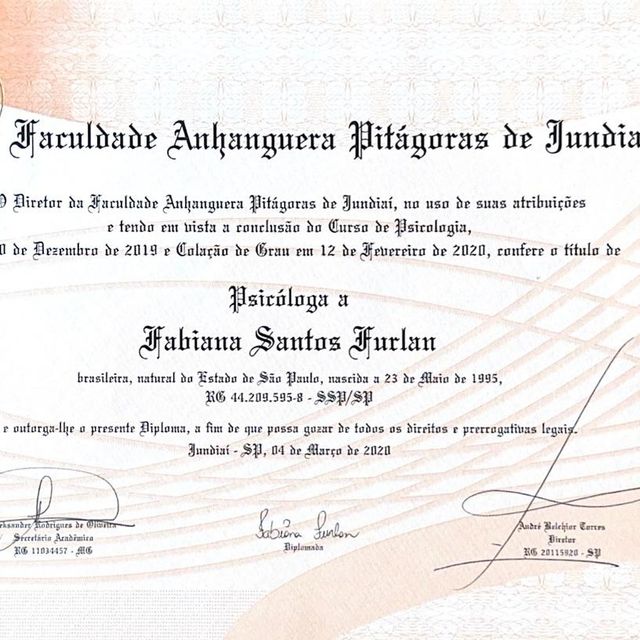 Faculdade Anhanguera Pitágoras de Jundia
O Diretor da Faculdade Anhanguera Pitágoras de Jundiaí, no uso de suas atribuições
e tendo em vista a conclusão do Curso de Psicologia,
0 de Dezembro de 2019 e Colação de Grau em 12 de Fevereiro de 2020, confere o título de
Psicóloga a
Fabiana Santos Furlan
brasileira, natural do Estado de São Paulo, nascida a 23 de Maio de 1995,
RG 44.209.595-8 - SSP/SP
e outorga-lhe o presente Diploma, a fim de que possa gozar de todos os direitos e prerrogativas legais.
Jundiaí - SP, 04 de Março de 2020
Fabiana Furlan
eksander Rodrigues de Oliveira
Secretário Acadêmico
RG 11034457 - MG
Diplomada
André Belchior Torres
Diretor
RG 20115920 - SP